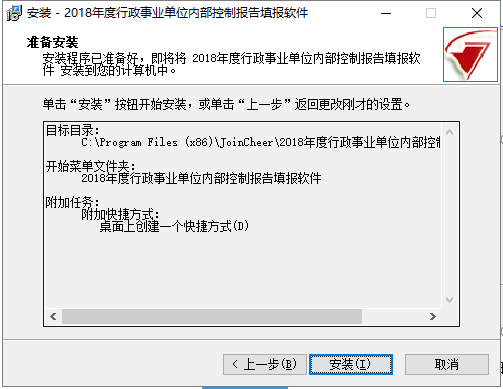 安装 - 2018年度行政事业单位内部控制报告填报软件
准备安装
安装程序已准备好，即将将 2018年度行政事业单位内部控制报告填报软
件 安装到您的计算机中。
单击“安装”按钮开始安装，或单击“上一步”返回更改刚才的设置。
目标目录：
C:\Program Files (x86)\JoinCheer\2018年度行政事业单位内部控制
开始菜单文件夹：
2018年度行政事业单位内部控制报告填报软件
附加任务：
附加快捷方式：
桌面上创建一个快捷方式(D)
< 上一步(B) 安装(I) 取消